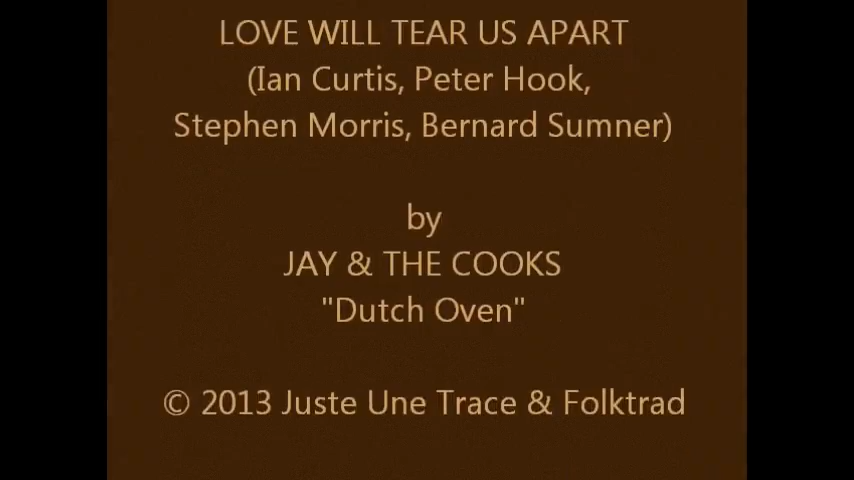 LOVE WILL TEAR US APART
(Ian Curtis, Peter Hook,
Stephen Morris, Bernard Sumner)
by
JAY & THE COOKS
"Dutch Oven"
© 2013 Juste Une Trace & Folktrad